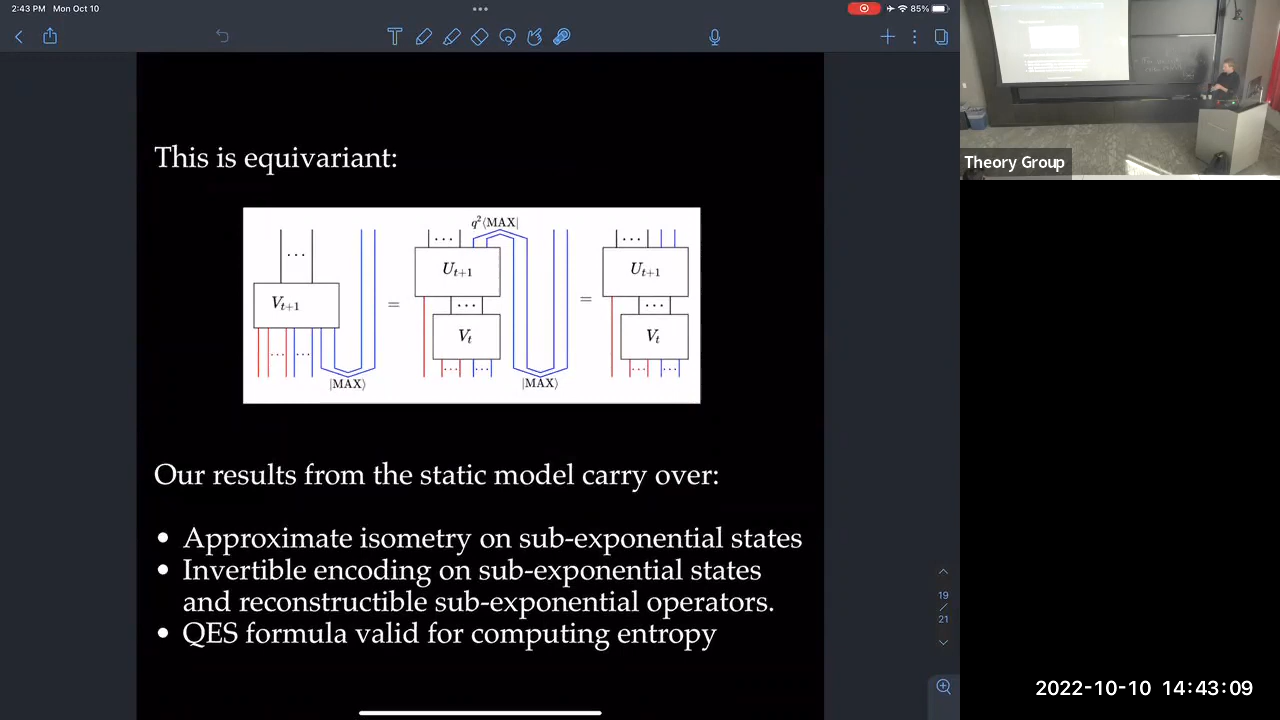 2:43 PM Mon Oct 10
85%
This is equivariant:
q²⟨MAX|
...
V_{t+1}
... ...
|MAX⟩
=
...
U_{t+1}
...
V_t
... ...
|MAX⟩
=
...
U_{t+1}
...
V_t
... ...
Our results from the static model carry over:
• Approximate isometry on sub-exponential states
• Invertible encoding on sub-exponential states
and reconstructible sub-exponential operators.
• QES formula valid for computing entropy
19
/
21
Theory Group
2022-10-10 14:43:09